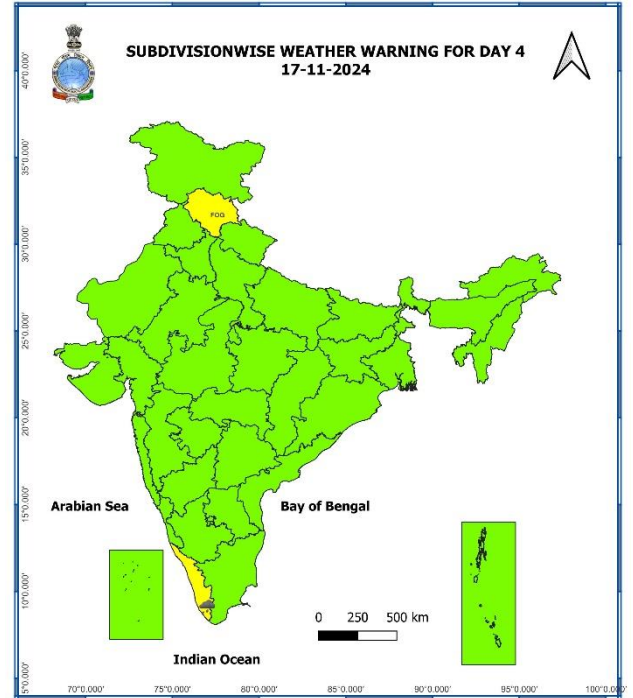 SUBDIVISIONWISE WEATHER WARNING FOR DAY 4
17-11-2024
40°0.000'
35°0.000'
FOG
30°0.000'
25°0.000'
20°0.000'
15°0.000'
Arabian Sea
Bay of Bengal
10°0.000'
0 250 500 km
Indian Ocean
5°0.000'
70°0.000' 75°0.000' 80°0.000' 85°0.000' 90°0.000' 95°0.000' 100°0.000'